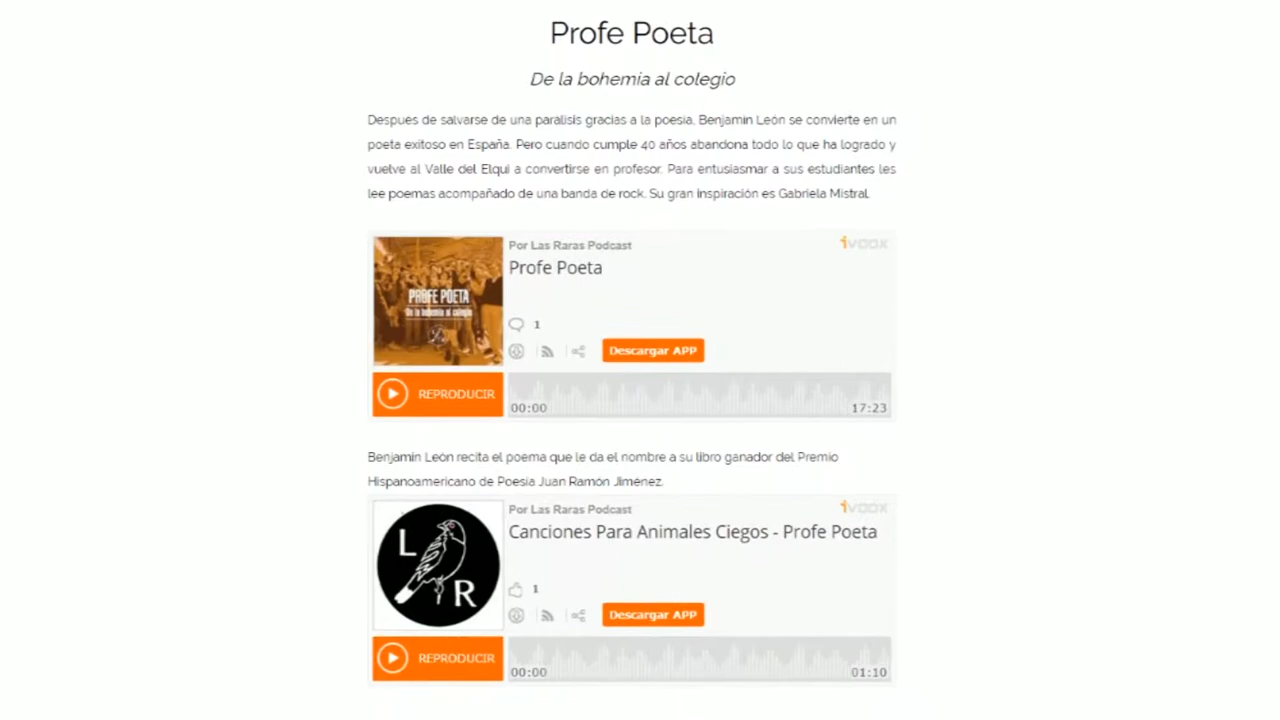 Profe Poeta
De la bohemia al colegio
Despues de salvarse de una paralisis gracias a la poesia, Benjamin León se convierte en un
poeta exitoso en España. Pero cuando cumple 40 años abandona todo lo que ha logrado y
vuelve al Valle del Elqui a convertirse en profesor. Para entusiasmar a sus estudiantes les
lee poemas acompañado de una banda de rock. Su gran inspiración es Gabriela Mistral.
Por Las Raras Podcast
ivoox
Profe Poeta
PROFE POETA
De la bohemia al colegio
1
Descargar APP
REPRODUCIR
00:00
17:23
Benjamin León recita el poema que le da el nombre a su libro ganador del Premio
Hispanoamericano de Poesia Juan Ramón Jimenez.
Por Las Raras Podcast
ivoox
Canciones Para Animales Ciegos - Profe Poeta
L
R
1
Descargar APP
REPRODUCIR
00:00
01:10